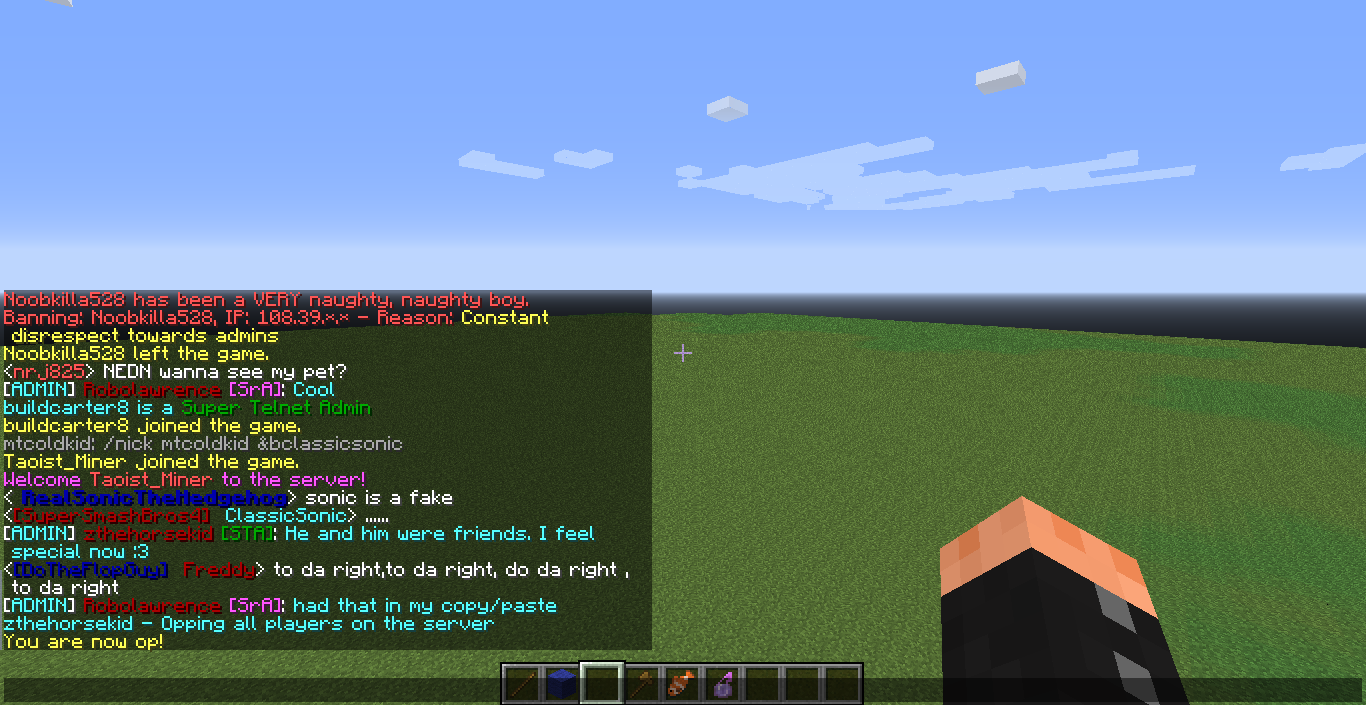 Noobkilla528 has been a VERY naughty, naughty boy.
Banning: Noobkilla528, IP: 108.39.*.* - Reason: Constant
disrespect towards admins
Noobkilla528 left the game.
<nrj825> NEDN wanna see my pet?
[ADMIN] Robolawrence [SrA]: Cool
buildcarter8 is a Super Telnet Admin
buildcarter8 joined the game.
mtcoldkid: /nick mtcoldkid &bclassicsonic
Taoist_Miner joined the game.
Welcome Taoist_Miner to the server!
< RealSonicTheHedgehog> sonic is a fake
<[SuperSmashBros4] ClassicSonic> ......
[ADMIN] zthehorsekid [STA]: He and him were friends. I feel
special now :3
<[DoTheFlopGuy] Freddy> to da right,to da right, do da right ,
to da right
[ADMIN] Robolawrence [SrA]: had that in my copy/paste
zthehorsekid - Opping all players on the server
You are now op!